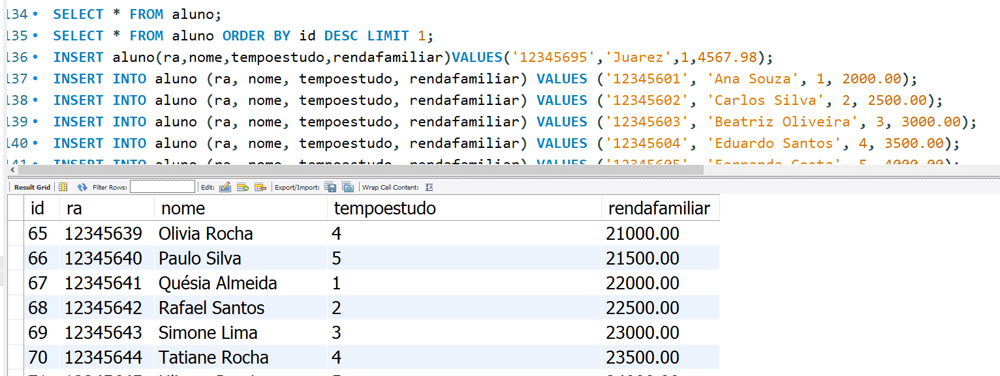 134 SELECT * FROM aluno;
135 SELECT * FROM aluno ORDER BY id DESC LIMIT 1;
136 INSERT aluno(ra,nome,tempoestudo,rendafamiliar)VALUES('12345695','Juarez',1,4567.98);
137 INSERT INTO aluno (ra, nome, tempoestudo, rendafamiliar) VALUES ('12345601', 'Ana Souza', 1, 2000.00);
138 INSERT INTO aluno (ra, nome, tempoestudo, rendafamiliar) VALUES ('12345602', 'Carlos Silva', 2, 2500.00);
139 INSERT INTO aluno (ra, nome, tempoestudo, rendafamiliar) VALUES ('12345603', 'Beatriz Oliveira', 3, 3000.00);
140 INSERT INTO aluno (ra, nome, tempoestudo, rendafamiliar) VALUES ('12345604', 'Eduardo Santos', 4, 3500.00);
141 INSERT INTO aluno (ra, nome, tempoestudo, rendafamiliar) VALUES ('12345605', 'Fernanda Costa', 5, 4000.00);
Result Grid Filter Rows: Edit: Export/Import: Wrap Cell Content:
id ra nome tempoestudo rendafamiliar
65 12345639 Olivia Rocha 4 21000.00
66 12345640 Paulo Silva 5 21500.00
67 12345641 Quésia Almeida 1 22000.00
68 12345642 Rafael Santos 2 22500.00
69 12345643 Simone Lima 3 23000.00
70 12345644 Tatiane Rocha 4 23500.00